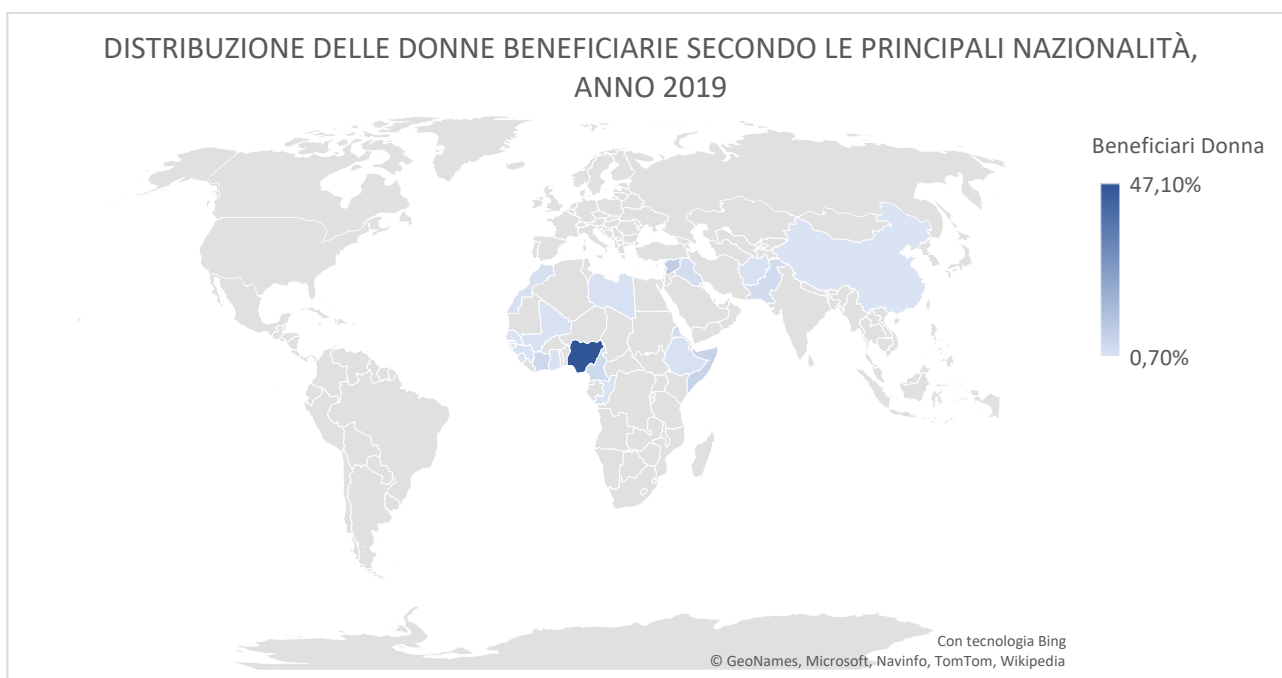 DISTRIBUZIONE DELLE DONNE BENEFICIARIE SECONDO LE PRINCIPALI NAZIONALITÀ,
ANNO 2019
Beneficiari Donna
47,10%
0,70%
Con tecnologia Bing
© GeoNames, Microsoft, Navinfo, TomTom, Wikipedia